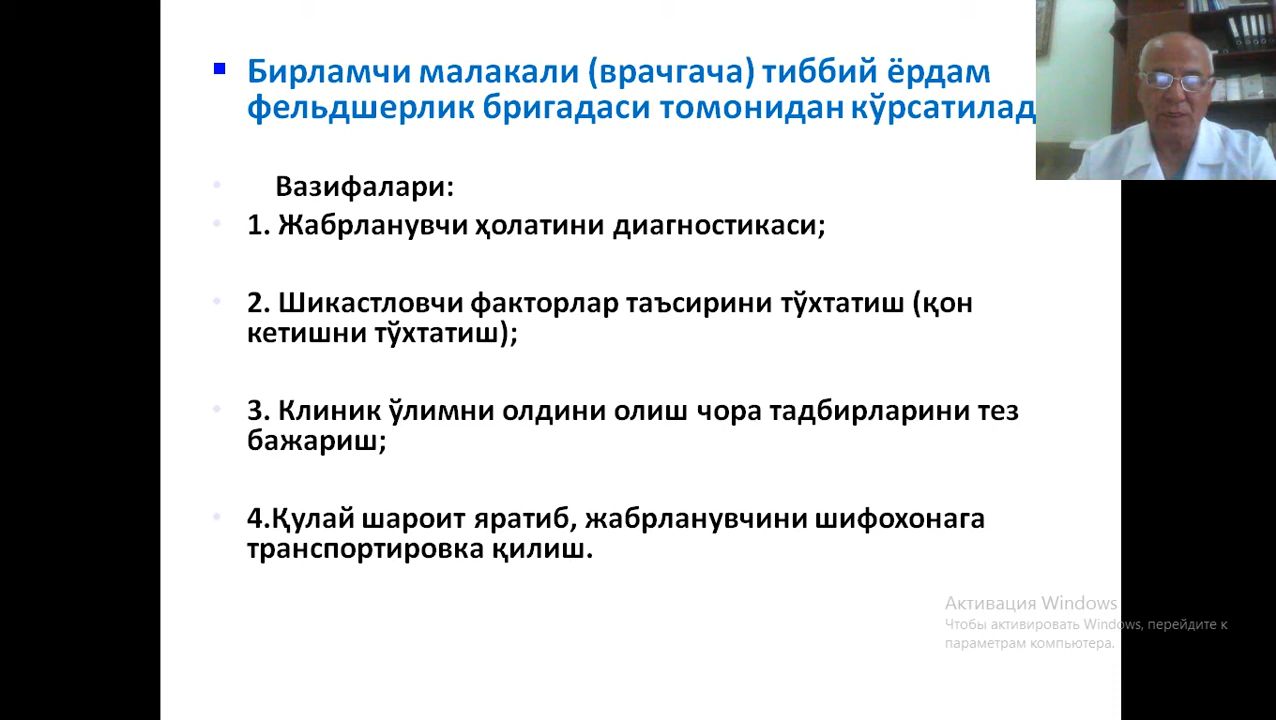 Бирламчи малакали (врачгача) тиббий ёрдам
фельдшерлик бригадаси томонидан кўрсатилад
Вазифалари:
1. Жабрланувчи ҳолатини диагностикаси;
2. Шикастловчи факторлар таъсирини тўхтатиш (қон
кетишни тўхтатиш);
3. Клиник ўлимни олдини олиш чора тадбирларини тез
бажариш;
4.Қулай шароит яратиб, жабрланувчини шифохонага
транспортировка қилиш.
Активация Windows
Чтобы активировать Windows, перейдите к
параметрам компьютера.